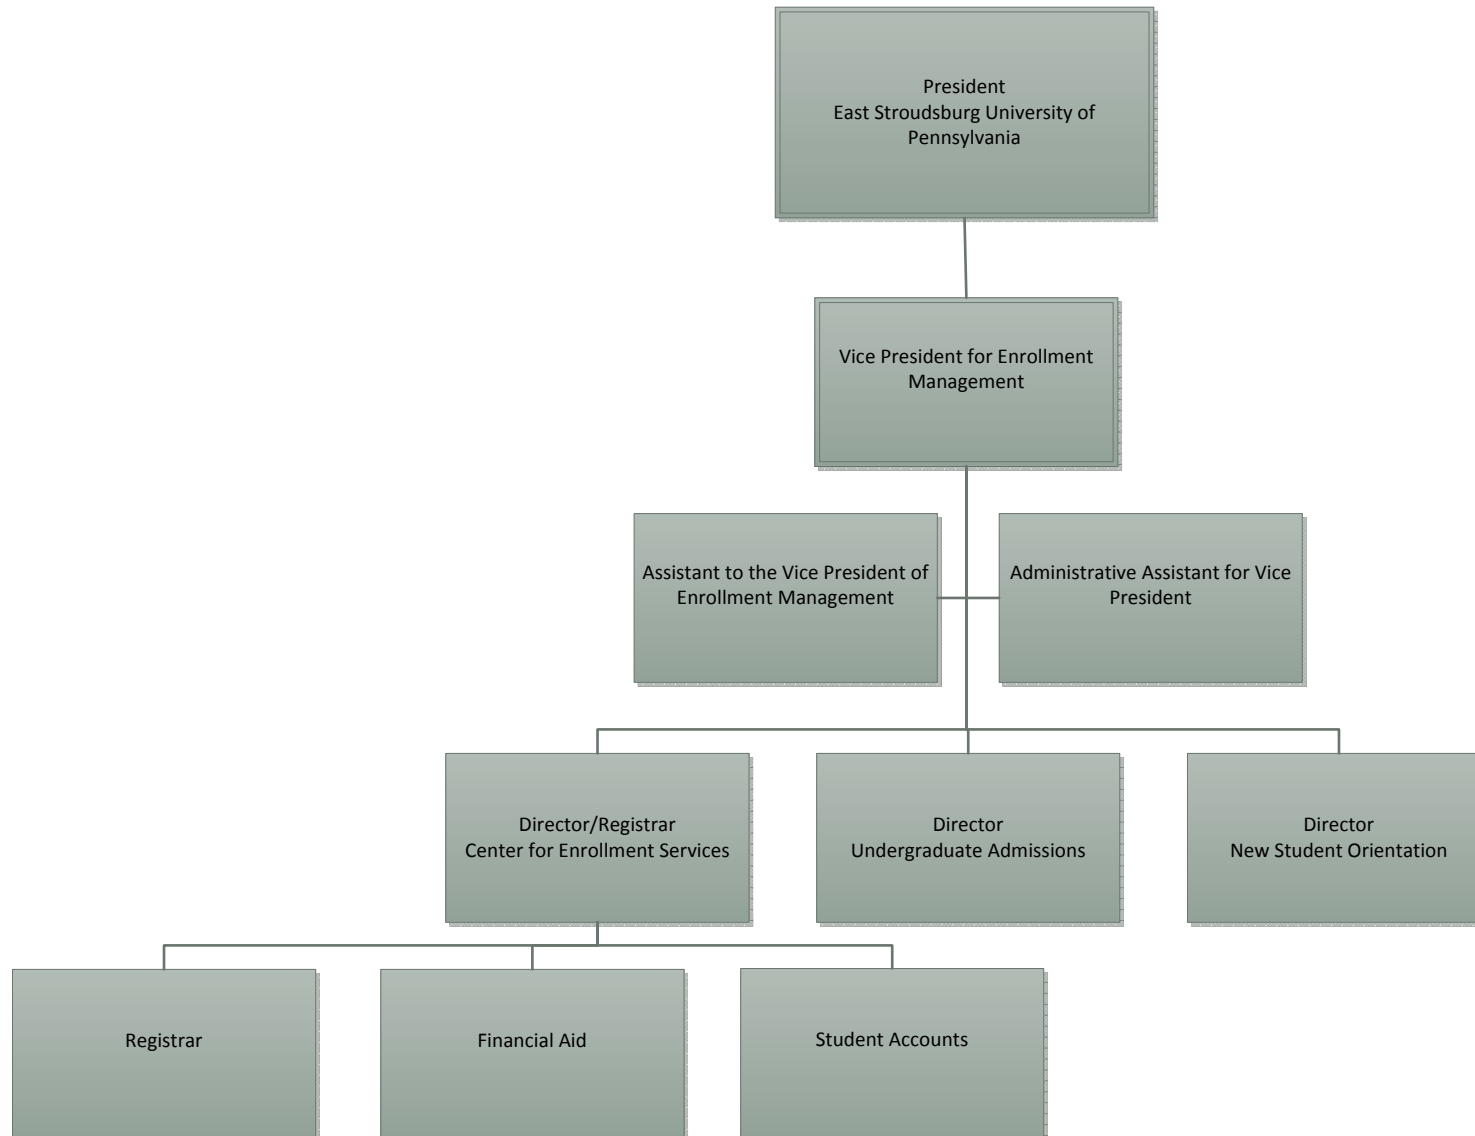 President
East Stroudsburg University of
Pennsylvania
Vice President for Enrollment
Management
Assistant to the Vice President of
Enrollment Management
Administrative Assistant for Vice
President
Director/Registrar
Center for Enrollment Services
Director
Undergraduate Admissions
Director
New Student Orientation
Registrar
Financial Aid
Student Accounts